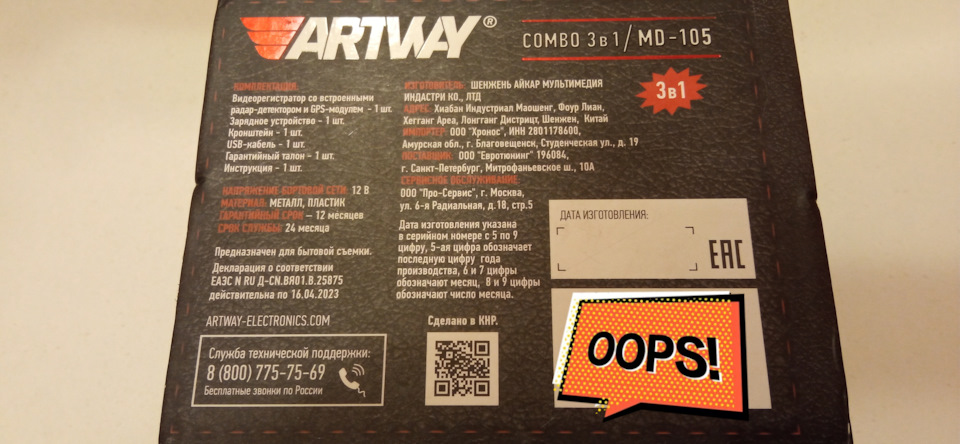 ARTWAY®
COMBO 3в1/MD-105
3в1
КОМПЛЕКТАЦИЯ:
Видеорегистратор со встроенными
радар-детектором и GPS-модулем - 1 шт.
Зарядное устройство - 1 шт.
Кронштейн - 1 шт.
USB-кабель - 1 шт.
Гарантийный талон - 1 шт.
Инструкция - 1 шт.
НАПРЯЖЕНИЕ БОРТОВОЙ СЕТИ: 12 В
МАТЕРИАЛ: МЕТАЛЛ, ПЛАСТИК
ГАРАНТИЙНЫЙ СРОК – 12 месяцев
СРОК СЛУЖБЫ: 24 месяца
Предназначен для бытовой съемки.
Декларация о соответствии
ЕАЭС N RU Д-CN.ВЯ01.В.25875
действительна по 16.04.2023
ARTWAY-ELECTRONICS.COM
Служба технической поддержки:
8 (800) 775-75-69
Бесплатные звонки по России
ИЗГОТОВИТЕЛЬ: ШЕНЖЕНЬ АЙКАР МУЛЬТИМЕДИЯ
ИНДАСТРИ КО., ЛТД
АДРЕС: Хиабан Индустриал Маошенг, Фоур Лиан,
Хегганг Ареа, Лонгганг Дистрицт, Шенжен, Китай
ИМПОРТЕР: ООО "Хронос", ИНН 2801178600,
Амурская обл., г. Благовещенск, Студенческая ул., д. 19
ПОСТАВЩИК: ООО "Евротюнинг" 196084,
г. Санкт-Петербург, Митрофаньевское ш., 10А
СЕРВИСНОЕ ОБСЛУЖИВАНИЕ:
ООО "Про-Сервис", г. Москва,
ул. 6-я Радиальная, д.18, стр.5
Дата изготовления указана
в серийном номере с 5 по 9
цифру, 5-ая цифра обозначает
последнюю цифру года
производства, 6 и 7 цифры
обозначают месяц, 8 и 9 цифры
обозначают число месяца.
Сделано в КНР.
ДАТА ИЗГОТОВЛЕНИЯ:
EAC
OOPS!